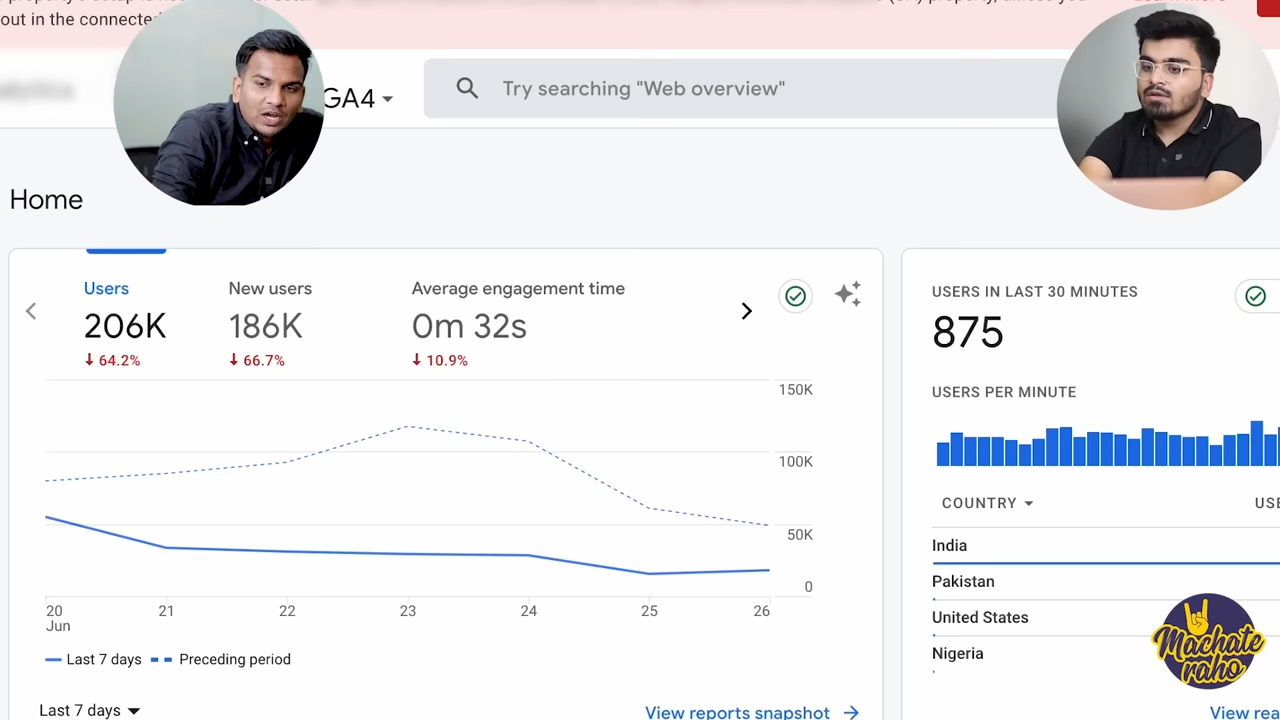 out in the connected
GA4
Try searching "Web overview"
Home
Users
206K
64.2%
New users
186K
66.7%
Average engagement time
0m 32s
10.9%
150K
100K
50K
0
20
Jun
21
22
23
24
25
26
Last 7 days
Preceding period
Last 7 days
View reports snapshot
USERS IN LAST 30 MINUTES
875
USERS PER MINUTE
COUNTRY
USE
India
Pakistan
United States
Nigeria
View rea
Machate
raho